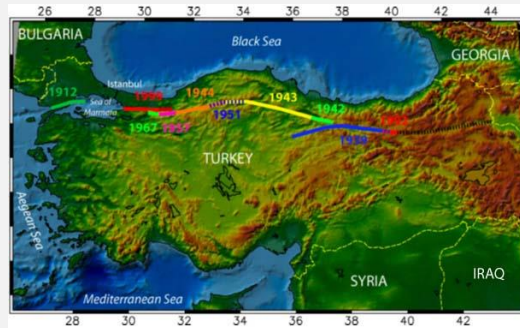 26 28 30 32 34 36 38 40 42 44
BULGARIA
Black Sea
GEORGIA
Istanbul
1912
Sea of
Marmara
1999
1944
1943
1942
1951
1967
1957
1939
TURKEY
Aegean Sea
SYRIA
IRAQ
Mediterranean Sea
28 30 32 34 36 38 40 42